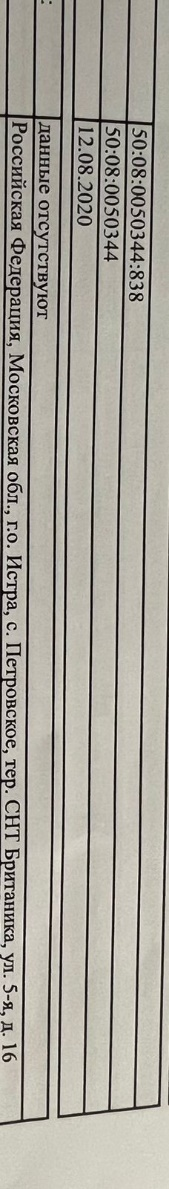 50:08:0050344:838
50:08:0050344
12.08.2020
данные отсутствуют
Российская Федерация, Московская обл., г.о. Истра, с. Петровское, тер. СНТ Британика, ул. 5-я, д. 16